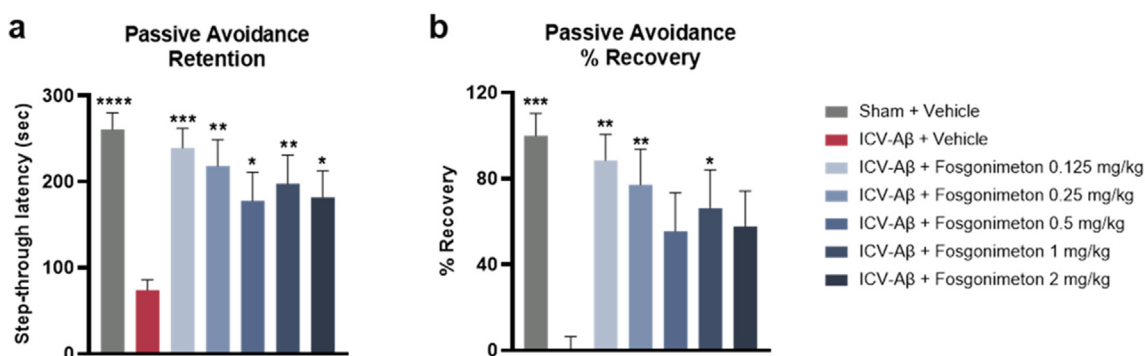 a
Passive Avoidance
Retention
Step-through latency (sec)
300
200
100
0
****
***
**
*
**
*
b
Passive Avoidance
% Recovery
% Recovery
120
80
40
0
***
**
**
*
Sham + Vehicle
ICV-Aβ + Vehicle
ICV-Aβ + Fosgonimeton 0.125 mg/kg
ICV-Aβ + Fosgonimeton 0.25 mg/kg
ICV-Aβ + Fosgonimeton 0.5 mg/kg
ICV-Aβ + Fosgonimeton 1 mg/kg
ICV-Aβ + Fosgonimeton 2 mg/kg